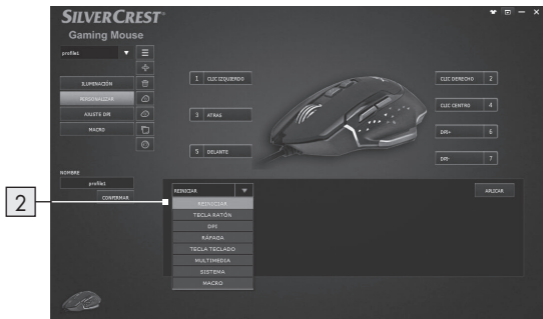 SILVERCREST®
Gaming Mouse
profile1
ILUMINACIÓN
PERSONALIZAR
AJUSTE DPI
MACRO
NOMBRE
profile1
CONFIRMAR
1 CLIC IZQUIERDO
3 ATRAS
5 DELANTE
CLIC DERECHO 2
CLIC CENTRO 4
DPI+ 6
DPI- 7
2
REINICIAR
APLICAR
REINICIAR
TECLA RATÓN
DPI
RÁFAGA
TECLA TECLADO
MULTIMEDIA
SISTEMA
MACRO